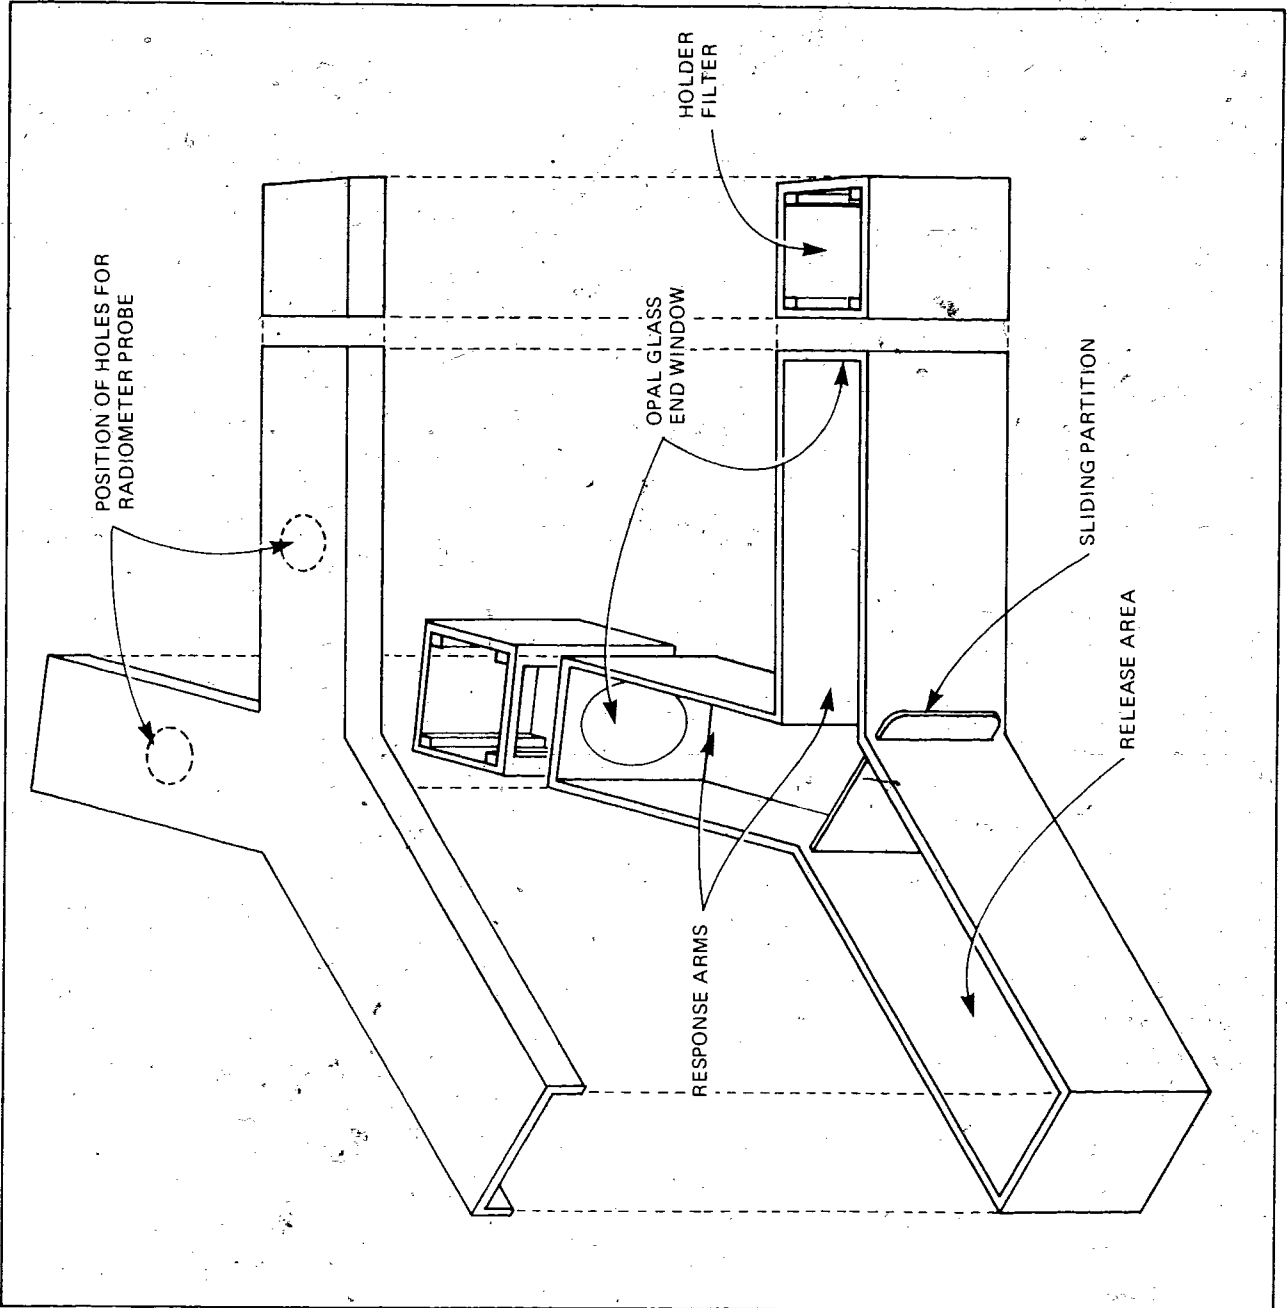 POSITION OF HOLES FOR
RADIOMETER PROBE
HOLDER
FILTER
OPAL GLASS
END WINDOW
SLIDING PARTITION
RESPONSE ARMS
RELEASE AREA